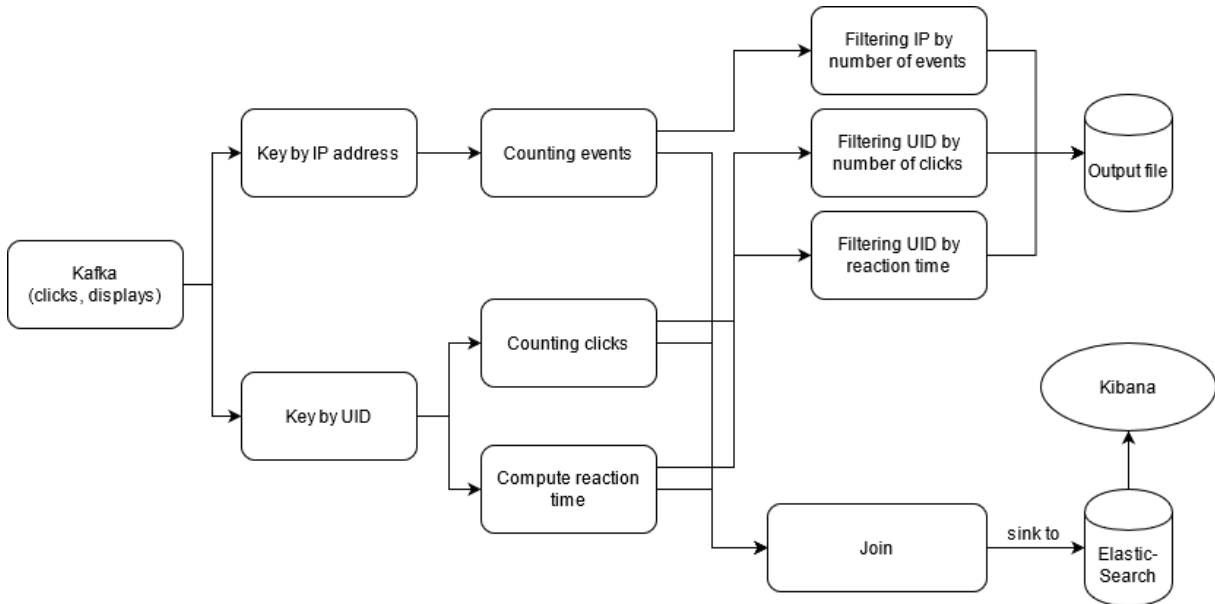 Kafka
(clicks, displays)
Key by IP address
Key by UID
Counting events
Counting clicks
Compute reaction
time
Filtering IP by
number of events
Filtering UID by
number of clicks
Filtering UID by
reaction time
Output file
Join
sink to
Elastic-
Search
Kibana